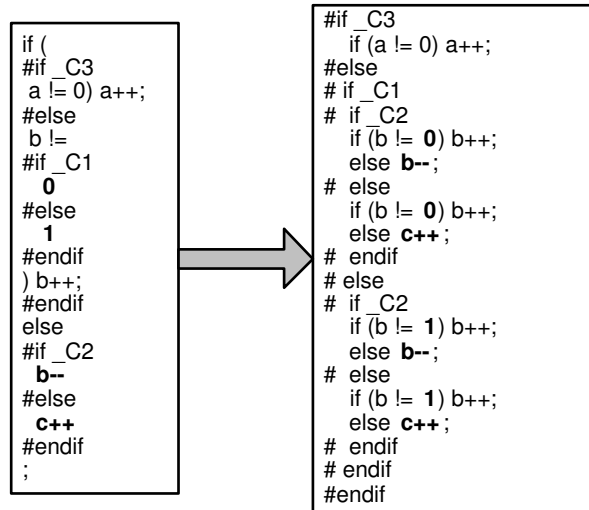 if (
#if _C3
a != 0) a++;
#else
b !=
#if _C1
0
#else
1
#endif
) b++;
#endif
else
#if _C2
b--
#else
c++
#endif
;
#if _C3
if (a != 0) a++;
#else
# if _C1
# if _C2
if (b != 0) b++;
else b--;
# else
if (b != 0) b++;
else c++;
# endif
# else
# if _C2
if (b != 1) b++;
else b--;
# else
if (b != 1) b++;
else c++;
# endif
# endif
#endif